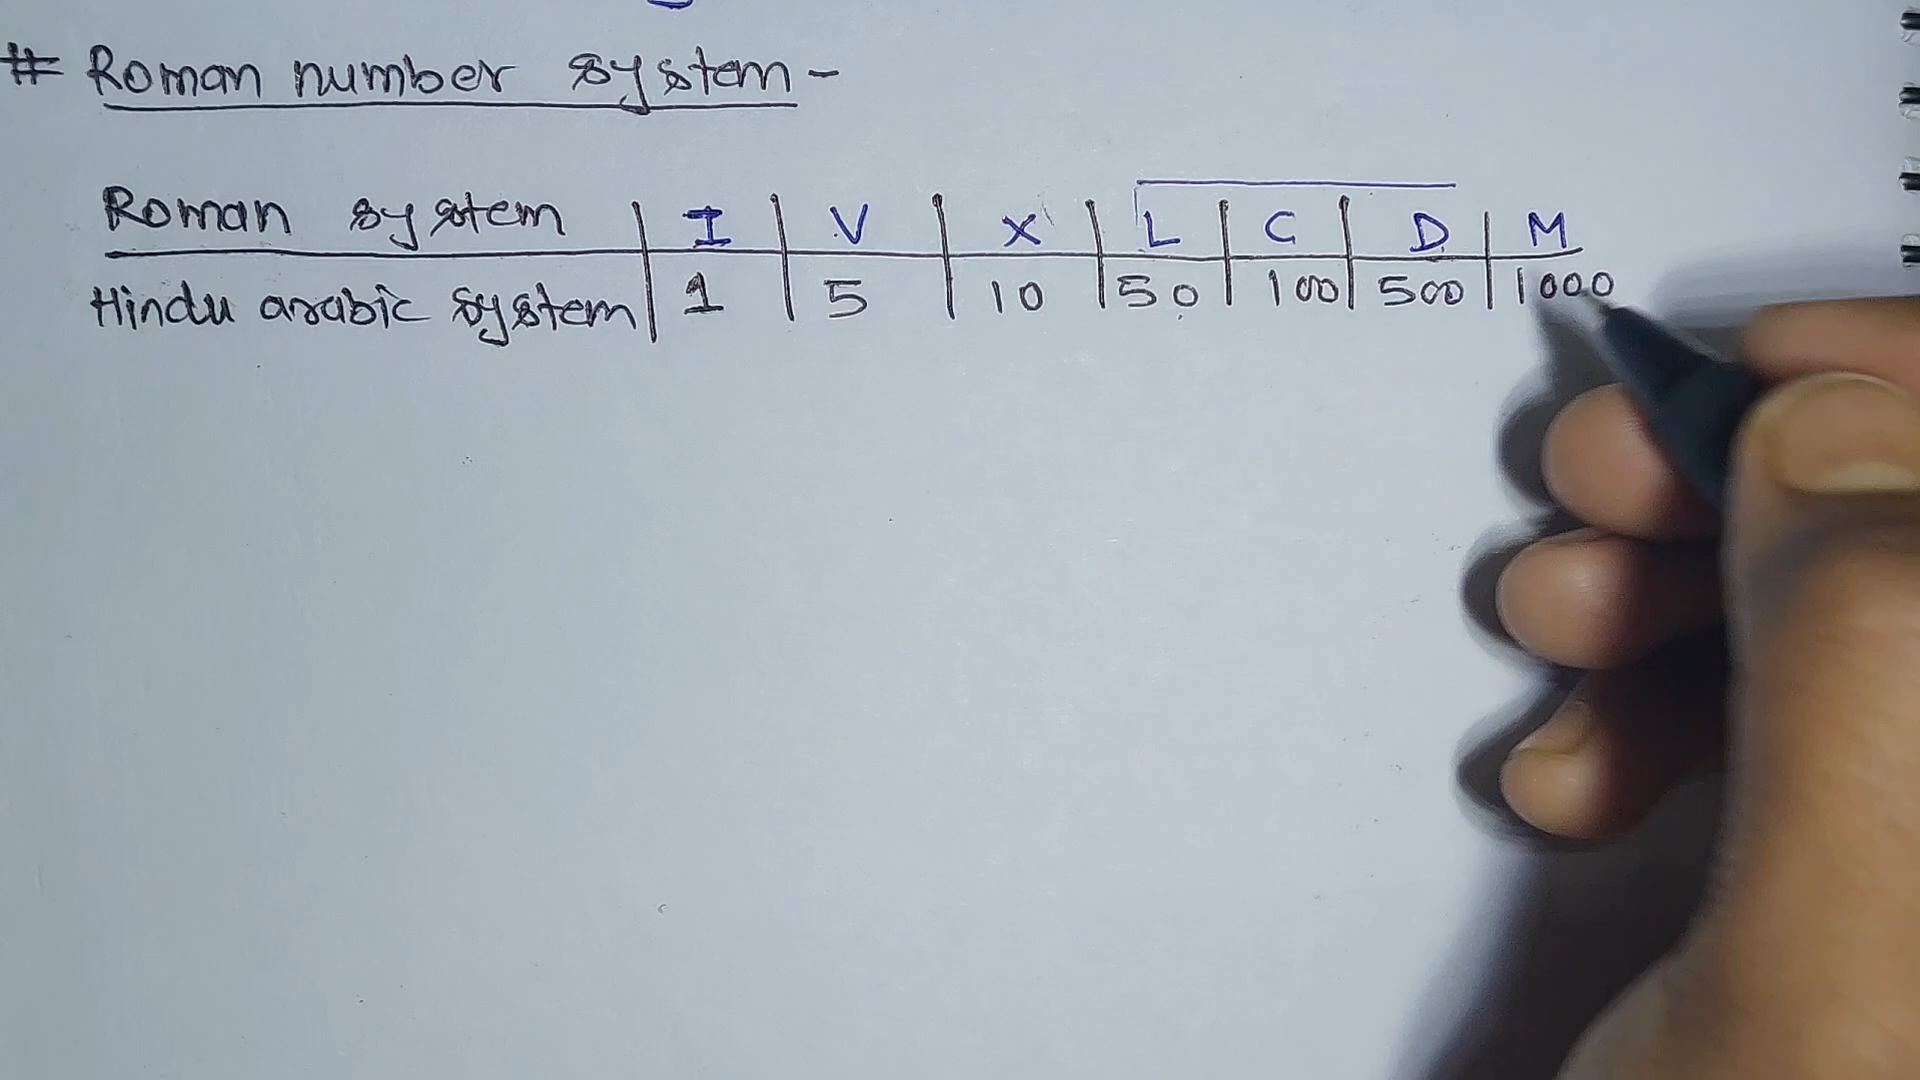 # Roman number system -
Roman system | I | V | X | L | C | D | M
Hindu arabic system | 1 | 5 | 10 | 50 | 100 | 500 | 1000